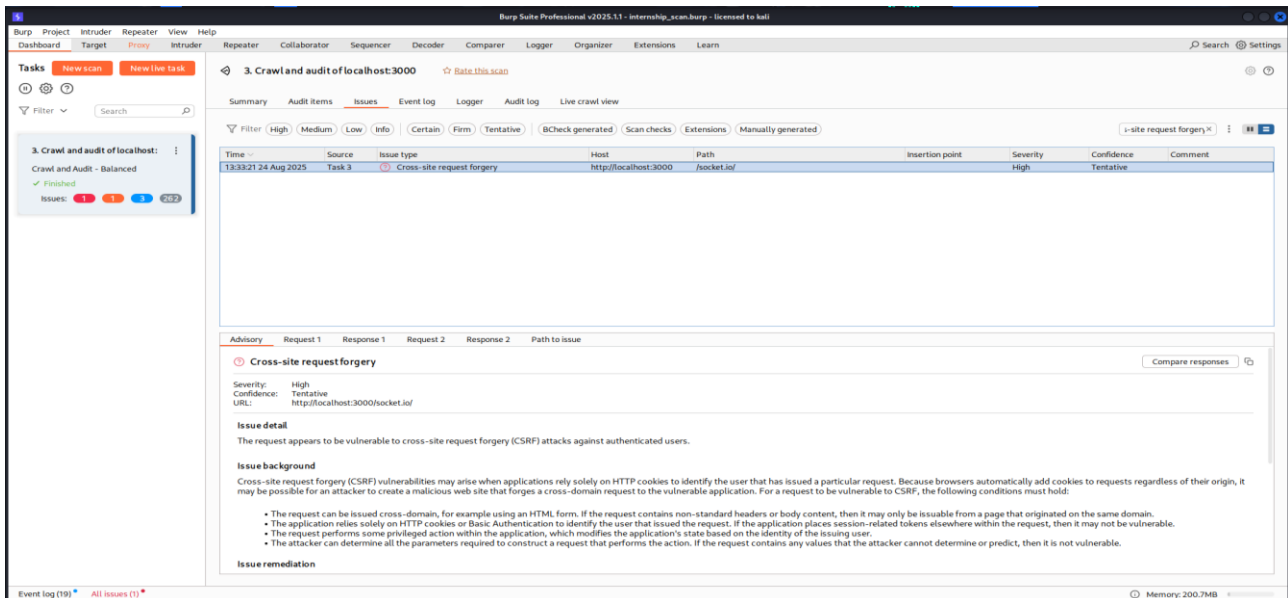 Burp Suite Professional v2025.1.1 - internship_scan.burp - licensed to kali
Burp Project Intruder Repeater View Help
Dashboard Target Proxy Intruder Repeater Collaborator Sequencer Decoder Comparer Logger Organizer Extensions Learn Search Settings
Tasks New scan New live task
Filter Search
3. Crawl and audit of localhost:
Crawl and Audit - Balanced
Finished
Issues: 1 1 3 262
3. Crawl and audit of localhost:3000 Rate this scan
Summary Audit items Issues Event log Logger Audit log Live crawl view
Filter High Medium Low Info Certain Firm Tentative BCheck generated Scan checks Extensions Manually generated s-site request forgery
Time Source Issue type Host Path Insertion point Severity Confidence Comment
13:33:21 24 Aug 2025 Task 3 Cross-site request forgery http://localhost:3000 /socket.io/ High Tentative
Advisory Request 1 Response 1 Request 2 Response 2 Path to issue
Cross-site request forgery Compare responses
Severity: High
Confidence: Tentative
URL: http://localhost:3000/socket.io/
Issue detail
The request appears to be vulnerable to cross-site request forgery (CSRF) attacks against authenticated users.
Issue background
Cross-site request forgery (CSRF) vulnerabilities may arise when applications rely solely on HTTP cookies to identify the user that has issued a particular request. Because browsers automatically add cookies to requests regardless of their origin, it
may be possible for an attacker to create a malicious web site that forges a cross-domain request to the vulnerable application. For a request to be vulnerable to CSRF, the following conditions must hold:
• The request can be issued cross-domain, for example using an HTML form. If the request contains non-standard headers or body content, then it may only be issuable from a page that originated on the same domain.
• The application relies solely on HTTP cookies or Basic Authentication to identify the user that issued the request. If the application places session-related tokens elsewhere within the request, then it may not be vulnerable.
• The request performs some privileged action within the application, which modifies the application's state based on the identity of the issuing user.
• The attacker can determine all the parameters required to construct a request that performs the action. If the request contains any values that the attacker cannot determine or predict, then it is not vulnerable.
Issue remediation
Event log (19) All issues (1) Memory: 200.7MB